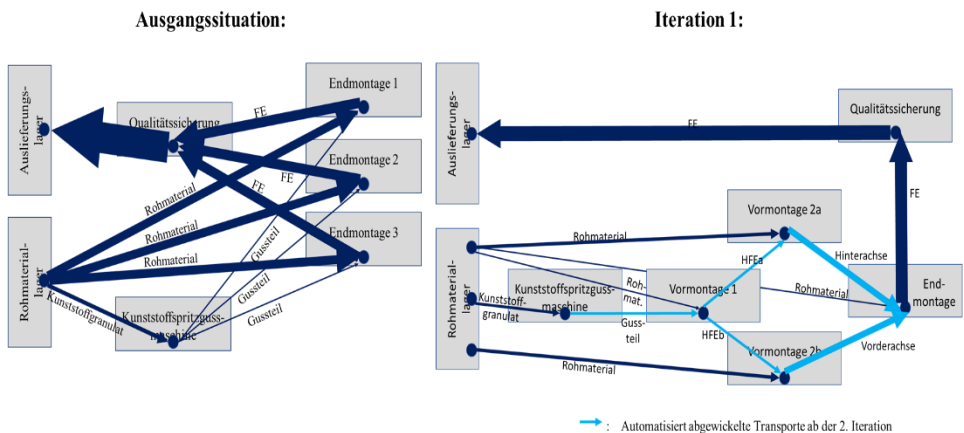 Ausgangssituation:
Auslieferungs-
lager
Qualitätssicherung
Endmontage 1
Endmontage 2
Endmontage 3
FE
FE
FE
Rohmaterial
Rohmaterial
Rohmaterial
Rohmaterial-
lager
Kunststoffgranulat
Kunststoffspritzguss-
maschine
Gussteil
Gussteil
Gussteil
Iteration 1:
Auslieferungs-
lager
FE
Qualitätssicherung
FE
Rohmaterial-
lager
Rohmaterial
Vormontage 2a
HFEa
Hinterachse
Roh-
mat.
Rohmaterial
Kunststoff-
granulat
Kunststoffspritzguss-
maschine
Guss-
teil
Vormontage 1
End-
montage
HFEb
Rohmaterial
Vormontage 2b
Vorderachse
: Automatisiert abgewickelte Transporte ab der 2. Iteration